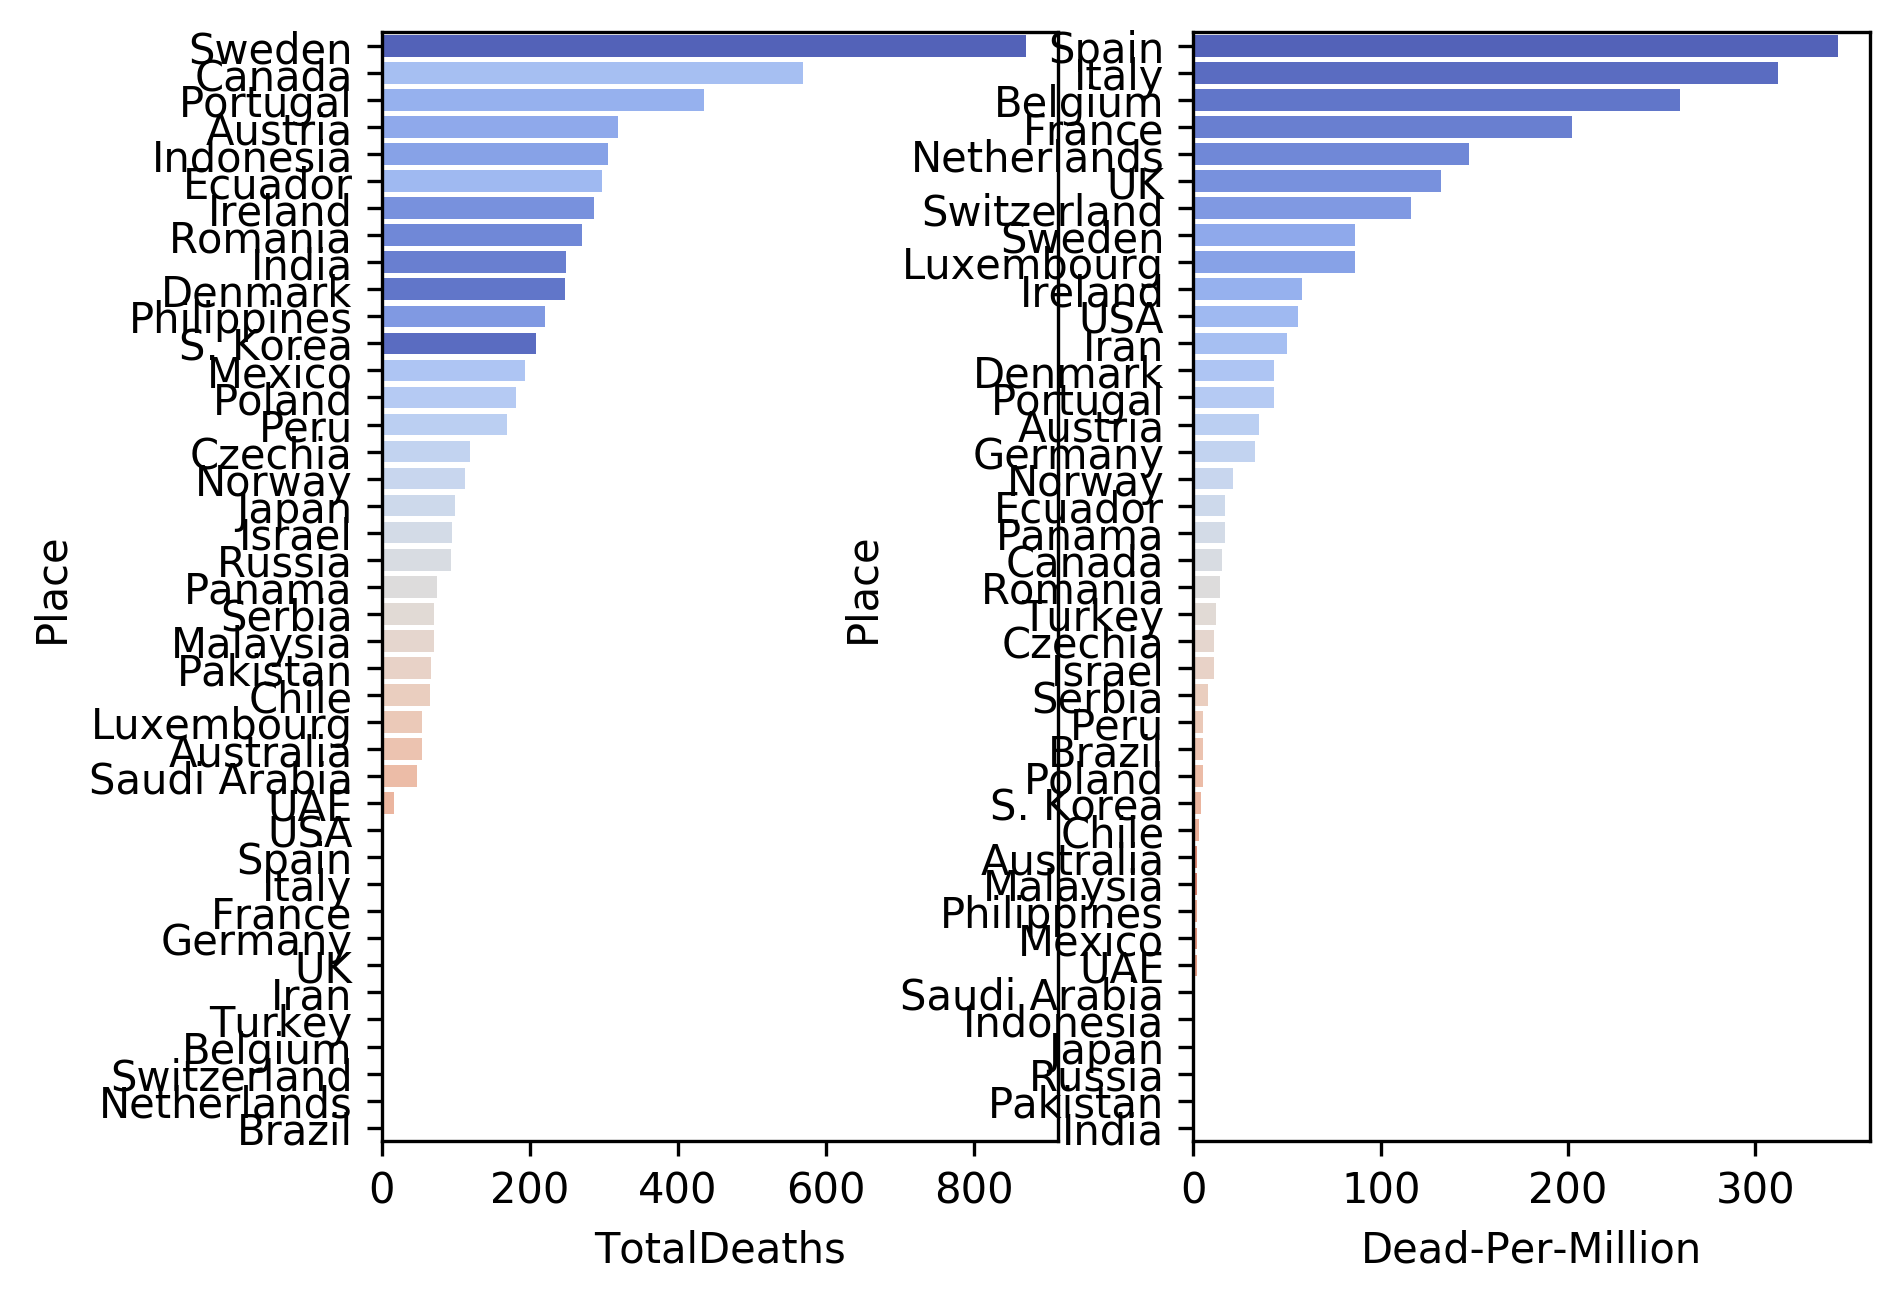 Sweden
Canada
Portugal
Austria
Indonesia
Ecuador
Ireland
Romania
India
Denmark
Philippines
S. Korea
Mexico
Poland
Peru
Czechia
Norway
Japan
Israel
Russia
Panama
Serbia
Malaysia
Pakistan
Chile
Luxembourg
Australia
Saudi Arabia
UAE
USA
Spain
Italy
France
Germany
UK
Iran
Turkey
Belgium
Switzerland
Netherlands
Brazil
Place
0 200 400 600 800
TotalDeaths
Spain
Italy
Belgium
France
Netherlands
UK
Switzerland
Sweden
Luxembourg
Ireland
USA
Iran
Denmark
Portugal
Austria
Germany
Norway
Ecuador
Panama
Canada
Romania
Turkey
Czechia
Israel
Serbia
Peru
Brazil
Poland
S. Korea
Chile
Australia
Malaysia
Philippines
Mexico
UAE
Saudi Arabia
Indonesia
Japan
Russia
Pakistan
India
Place
0 100 200 300
Dead-Per-Million